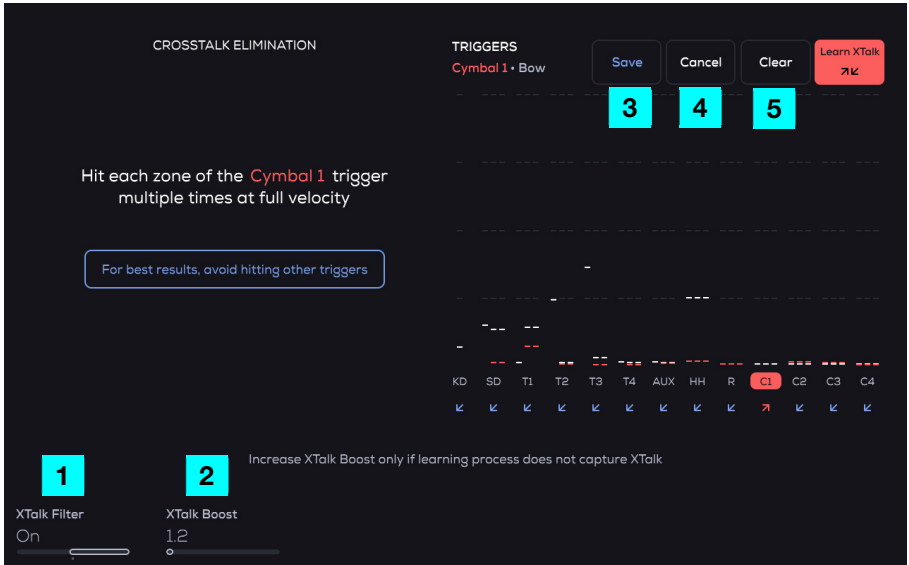 CROSSTALK ELIMINATION
TRIGGERS
Cymbal 1 • Bow
Save
Cancel
Clear
Learn XTalk
3
4
5
Hit each zone of the Cymbal 1 trigger
multiple times at full velocity
For best results, avoid hitting other triggers
KD SD T1 T2 T3 T4 AUX HH R C1 C2 C3 C4
Increase XTalk Boost only if learning process does not capture XTalk
1
2
XTalk Filter
On
XTalk Boost
1.2